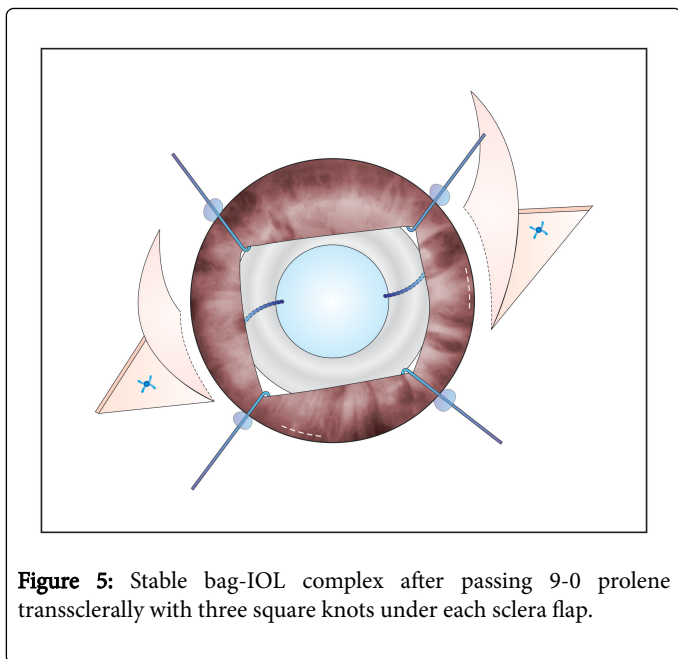 Figure 5: Stable bag-IOL complex after passing 9-0 prolene
transsclerally with three square knots under each sclera flap.